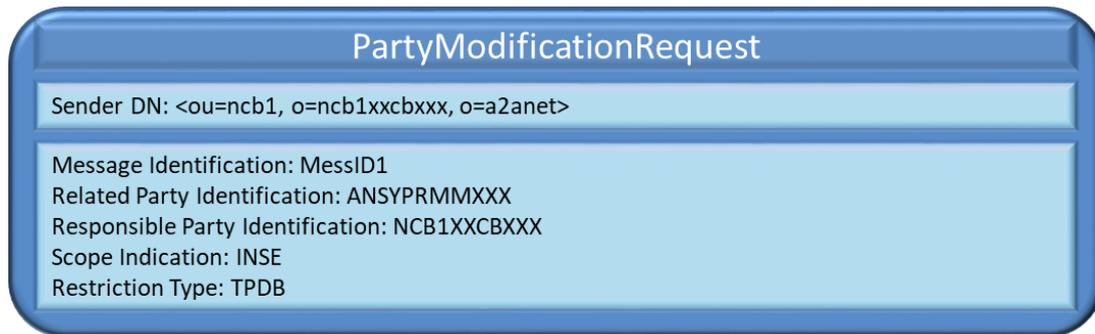 PartyModificationRequest
Sender DN: <ou=ncb1, o=ncb1xxcbxxx, o=a2anet>
Message Identification: MessID1
Related Party Identification: ANSYPRMMXXX
Responsible Party Identification: NCB1XXCBXXX
Scope Indication: INSE
Restriction Type: TPDB